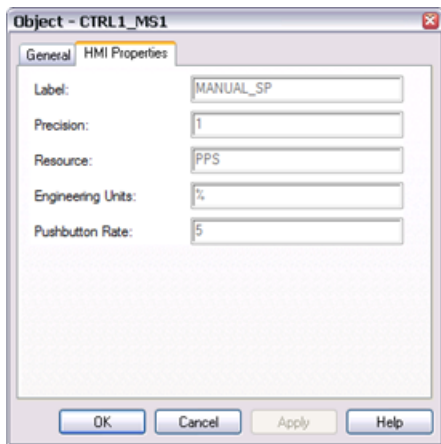 Object - CTRL1_MS1
General HMI Properties
Label: MANUAL_SP
Precision: 1
Resource: PPS
Engineering Units: %
Pushbutton Rate: 5
OK Cancel Apply Help